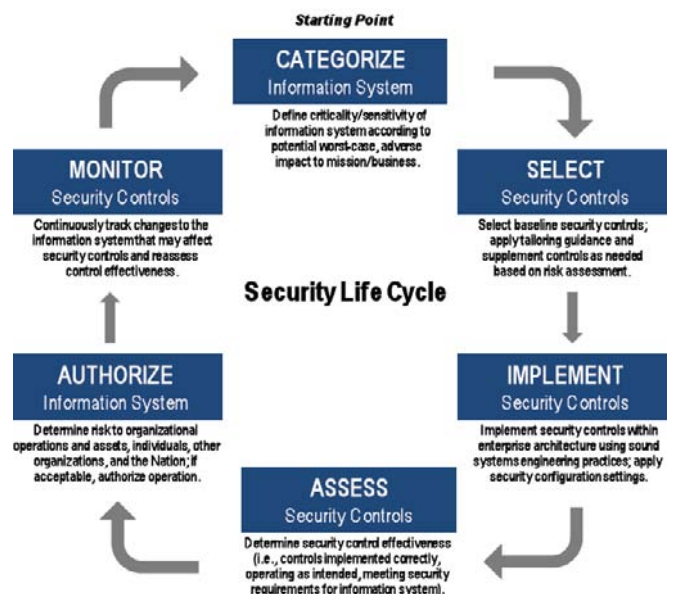 Starting Point
CATEGORIZE
Information System
Define criticality/sensitivity of
information system according to
potential worst-case, adverse
impact to mission/business.
SELECT
Security Controls
Select baseline security controls;
apply tailoring guidance and
supplement controls as needed
based on risk assessment.
IMPLEMENT
Security Controls
Implement security controls within
enterprise architecture using sound
systems engineering practices; apply
security configuration settings.
ASSESS
Security Controls
Determine security control effectiveness
(i.e., controls implemented correctly,
operating as intended, meeting security
requirements for information system).
AUTHORIZE
Information System
Determine risk to organizational
operations and assets, individuals, other
organizations, and the Nation; if
acceptable, authorize operation.
MONITOR
Security Controls
Continuously track changes to the
information system that may affect
security controls and reassess
control effectiveness.
Security Life Cycle